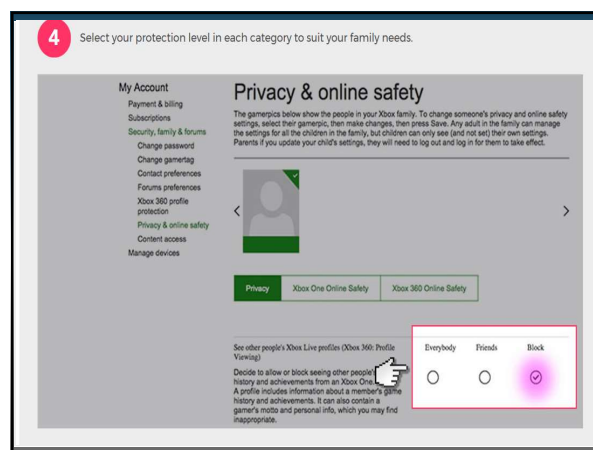 4
Select your protection level in each category to suit your family needs.
My Account
Payment & billing
Subscriptions
Security, family & forums
Change password
Change gamertag
Contact preferences
Forums preferences
Xbox 360 profile
protection
Privacy & online safety
Content access
Manage devices
Privacy & online safety
The gamerpics below show the people in your Xbox family. To change someone's privacy and online safety
settings, select their gamerpic, then make changes, then press Save. Any adult in the family can manage
the settings for all the children in the family, but children can only see (and not set) their own settings.
Parents if you update your child's settings, they will need to log out and log in for them to take effect.
Privacy
Xbox One Online Safety
Xbox 360 Online Safety
See other people's Xbox Live profiles (Xbox 360: Profile
Viewing)
Decide to allow or block seeing other people's
history and achievements from an Xbox One.
A profile includes information about a member's game
history and achievements. It can also contain a
gamer's motto and personal info, which you may find
inappropriate.
Everybody
Friends
Block